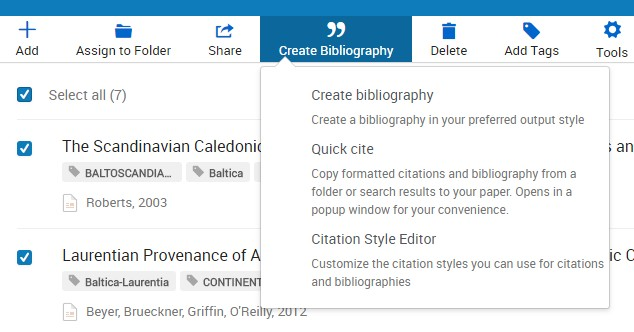 Add
Assign to Folder
Share
Create Bibliography
Delete
Add Tags
Tools
Select all (7)
Create bibliography
Create a bibliography in your preferred output style
Quick cite
Copy formatted citations and bibliography from a
folder or search results to your paper. Opens in a
popup window for your convenience.
Citation Style Editor
Customize the citation styles you can use for citations
and bibliographies
The Scandinavian Caledonic
s an
BALTOSCANDIA...
Baltica
Roberts, 2003
Laurentian Provenance of A
ic C
Baltica-Laurentia
CONTINENT
Beyer, Brueckner, Griffin, O'Reilly, 2012